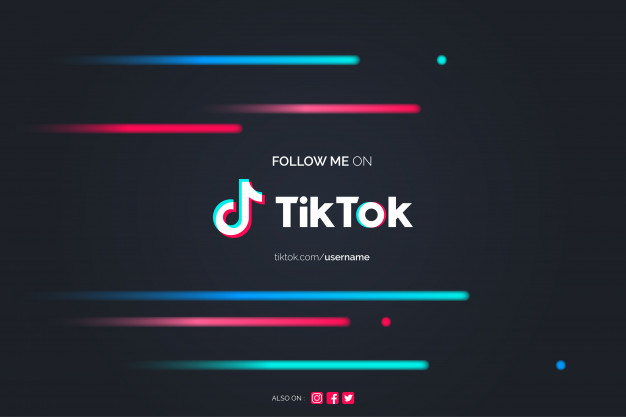 FOLLOW ME ON
TikTok
tiktok.com/username
ALSO ON :